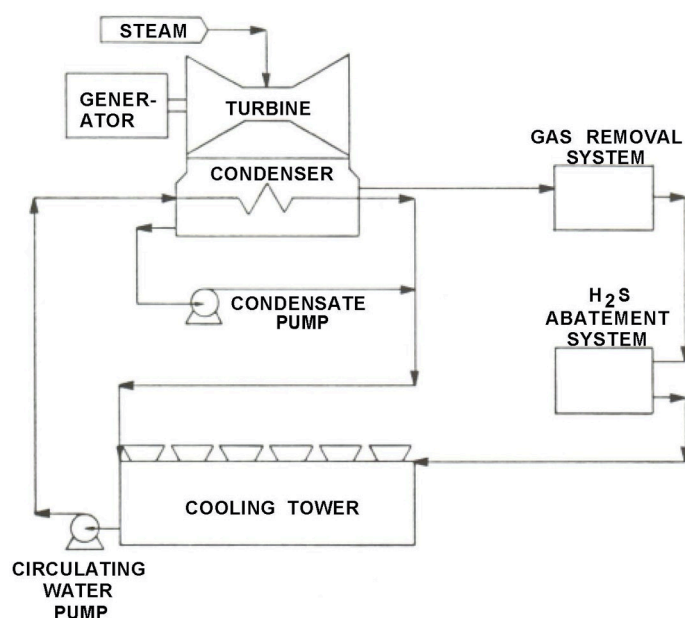 STEAM
GENER-
ATOR
TURBINE
CONDENSER
GAS REMOVAL
SYSTEM
CONDENSATE
PUMP
H₂S
ABATEMENT
SYSTEM
COOLING TOWER
CIRCULATING
WATER
PUMP